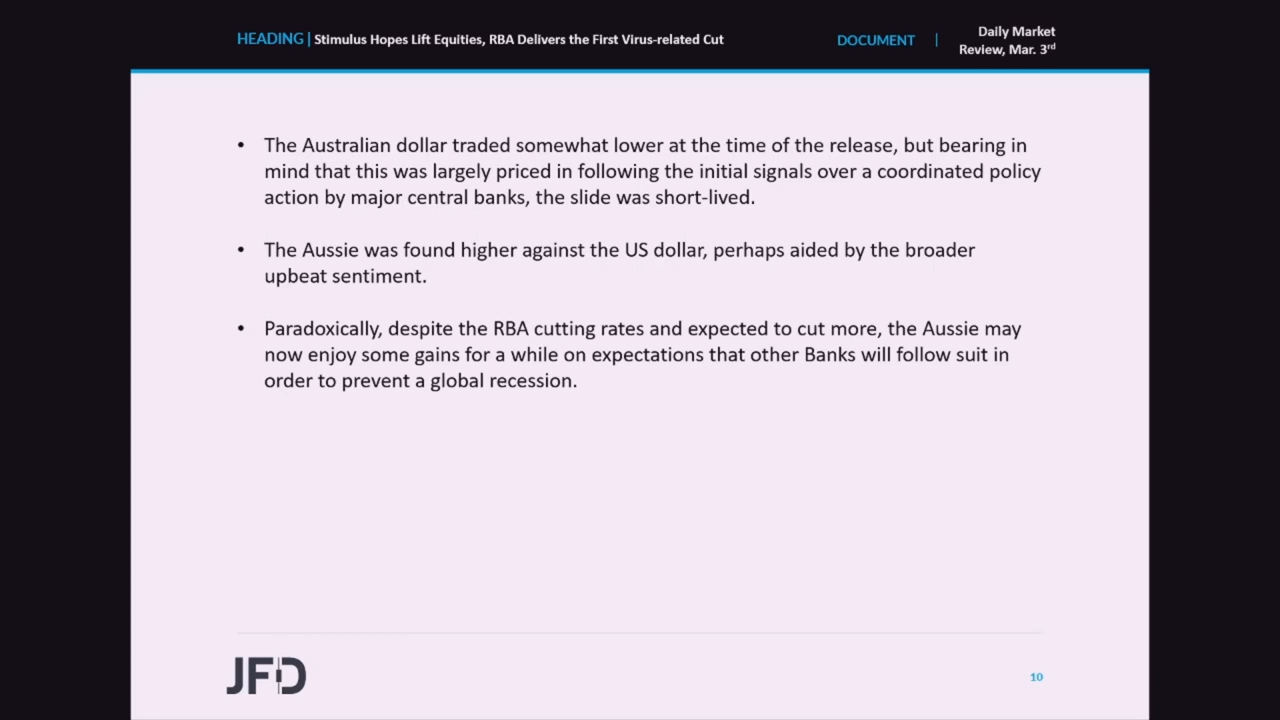 HEADING | Stimulus Hopes Lift Equities, RBA Delivers the First Virus-related Cut
DOCUMENT |
Daily Market
Review, Mar. 3rd
• The Australian dollar traded somewhat lower at the time of the release, but bearing in
mind that this was largely priced in following the initial signals over a coordinated policy
action by major central banks, the slide was short-lived.
• The Aussie was found higher against the US dollar, perhaps aided by the broader
upbeat sentiment.
• Paradoxically, despite the RBA cutting rates and expected to cut more, the Aussie may
now enjoy some gains for a while on expectations that other Banks will follow suit in
order to prevent a global recession.
JFD
10